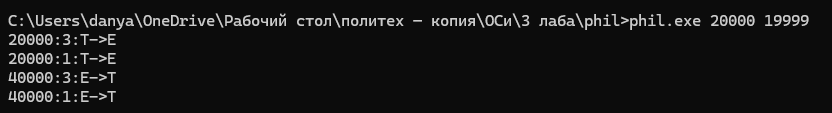 C:\Users\danya\OneDrive\Рабочий стол\политех — копия\ОСи\3 лаба\phil>phil.exe 20000 19999
20000:3:T->E
20000:1:T->E
40000:3:E->T
40000:1:E->T